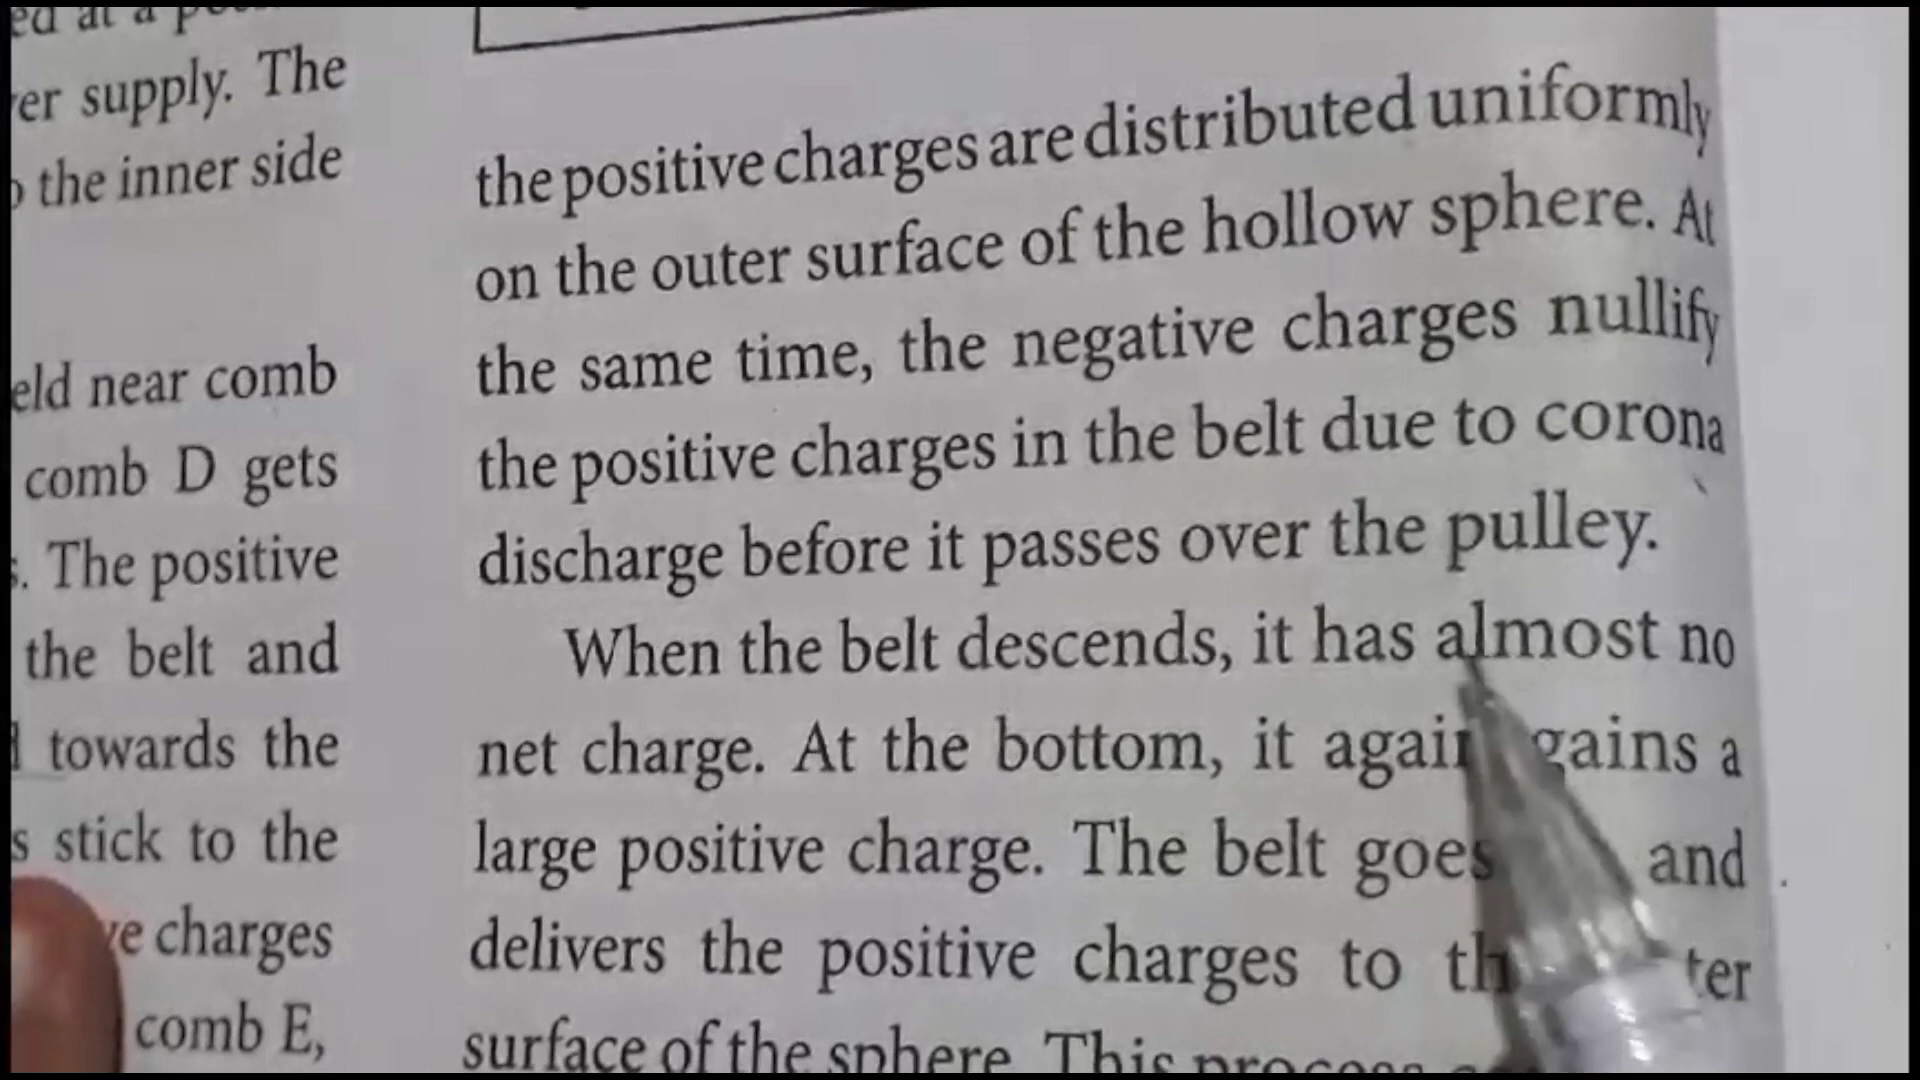 er supply. The
the inner side
eld near comb
comb D gets
The positive
the belt and
towards the
s stick to the
charges
comb E,
the positive charges are distributed uniformly
on the outer surface of the hollow sphere. At
the same time, the negative charges nullify
the positive charges in the belt due to corona
discharge before it passes over the pulley.
When the belt descends, it has almost no
net charge. At the bottom, it again gains a
large positive charge. The belt goes and
delivers the positive charges to
surface of the sphere. This process